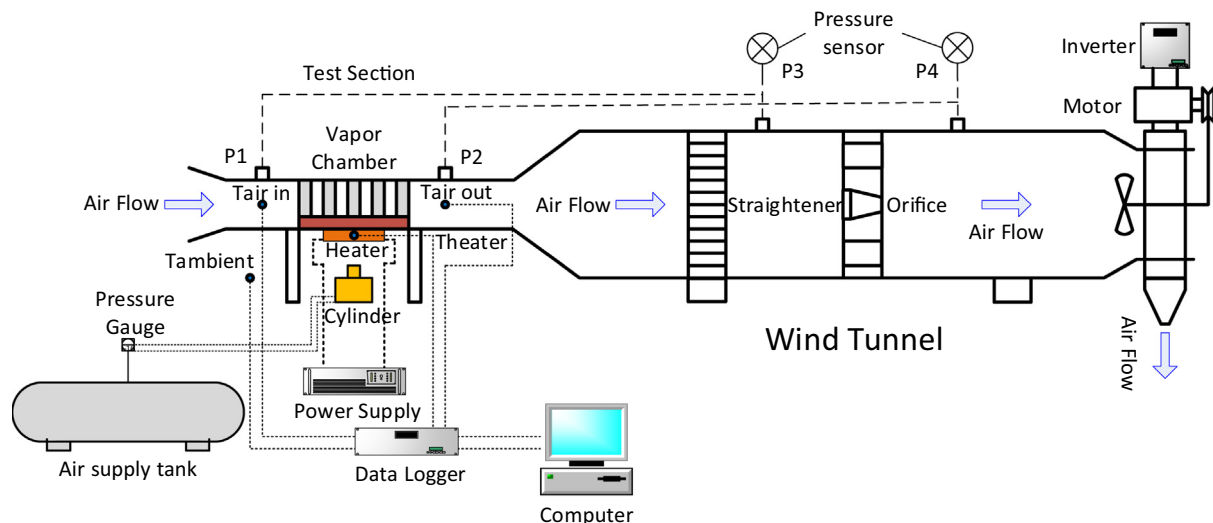 Pressure
sensor
Inverter
P3
P4
Test Section
Motor
Vapor
Chamber
P1
P2
Tair in
Tair out
Air Flow
Air Flow
Straightener
Orifice
Air Flow
Heater
Theater
Tambient
Pressure
Gauge
Cylinder
Wind Tunnel
Air Flow
Power Supply
Air supply tank
Data Logger
Computer